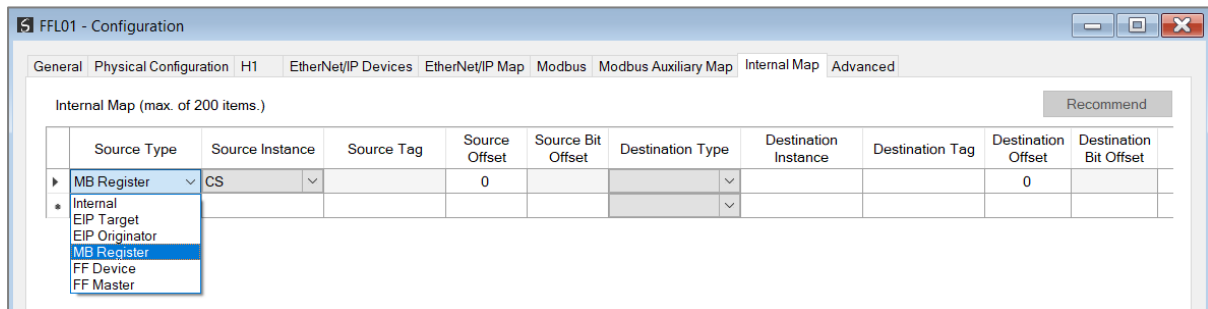 FFL01 - Configuration
General Physical Configuration H1 EtherNet/IP Devices EtherNet/IP Map Modbus Modbus Auxiliary Map Internal Map Advanced
Internal Map (max. of 200 items.) Recommend
Source Type Source Instance Source Tag Source Offset Source Bit Offset Destination Type Destination Instance Destination Tag Destination Offset Destination Bit Offset
MB Register CS 0 0
Internal
EIP Target
EIP Originator
MB Register
FF Device
FF Master